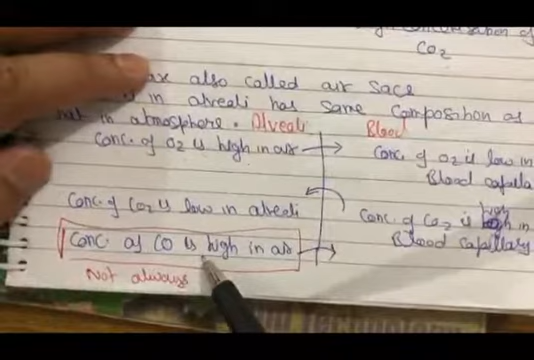 of
CO2
are also called air sacs
in alveoli has same composition as
that in atmosphere. Alveoli Blood
Conc. of O2 is high in air
Conc. of O2 is low in
Blood capilla
Conc. of CO2 is low in alveoli
Conc. of CO2 is high in
Blood capillary
Conc of CO is high in air
Not always